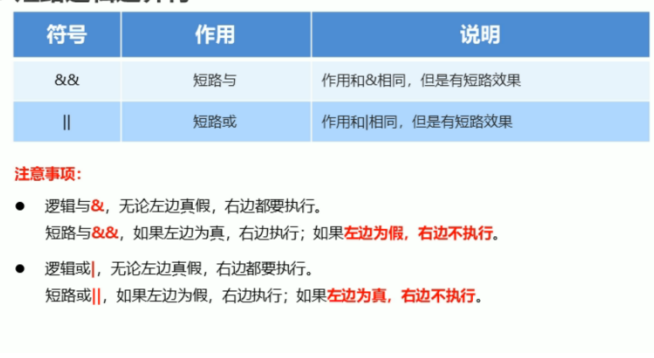 符号 作用 说明
&& 短路与 作用和&相同，但是有短路效果
|| 短路或 作用和|相同，但是有短路效果
注意事项：
● 逻辑与&，无论左边真假，右边都要执行。
短路与&&，如果左边为真，右边执行；如果左边为假，右边不执行。
● 逻辑或|，无论左边真假，右边都要执行。
短路或||，如果左边为假，右边执行；如果左边为真，右边不执行。